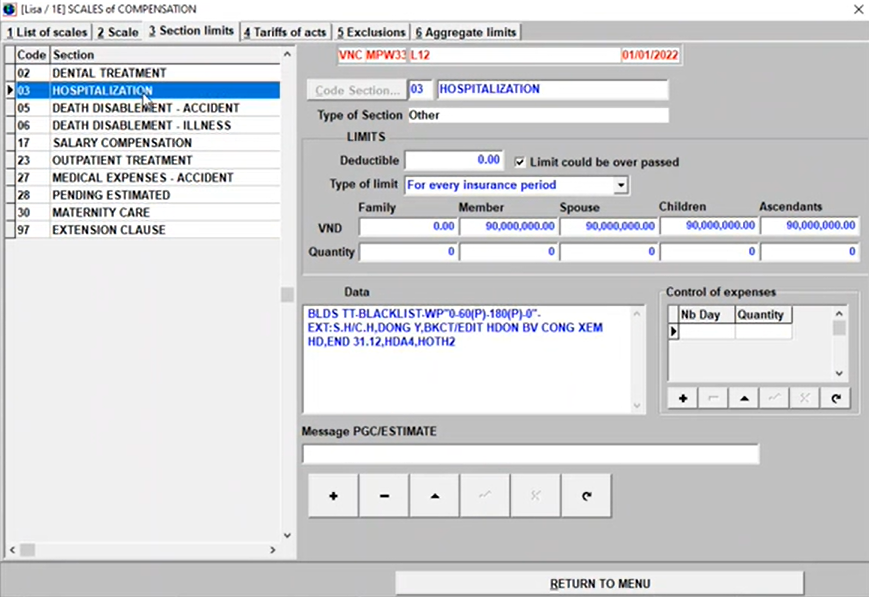 [Lisa / 1E] SCALES of COMPENSATION
1 List of scales 2 Scale 3 Section limits 4 Tariffs of acts 5 Exclusions 6 Aggregate limits
Code Section
02 DENTAL TREATMENT
03 HOSPITALIZATION
05 DEATH DISABLEMENT - ACCIDENT
06 DEATH DISABLEMENT - ILLNESS
17 SALARY COMPENSATION
23 OUTPATIENT TREATMENT
27 MEDICAL EXPENSES - ACCIDENT
28 PENDING ESTIMATED
30 MATERNITY CARE
97 EXTENSION CLAUSE
VNC MPW33 L12 01/01/2022
Code Section... 03 HOSPITALIZATION
Type of Section Other
LIMITS
Deductible 0.00 Limit could be over passed
Type of limit For every insurance period
Family Member Spouse Children Ascendants
VND 0.00 90,000,000.00 90,000,000.00 90,000,000.00 90,000,000.00
Quantity 0 0 0 0 0
Data
BLDS TT-BLACKLIST-WP"0-60(P)-180(P)-0"-
EXT:S.H/C.H,DONG Y,BKCT/EDIT HDON BV CONG XEM
HD,END 31.12,HDA4,HOTH2
Control of expenses
Nb Day Quantity
Message PGC/ESTIMATE
RETURN TO MENU